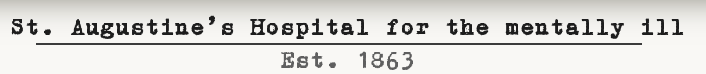 St. Augustine's Hospital for the mentally ill
Est. 1863